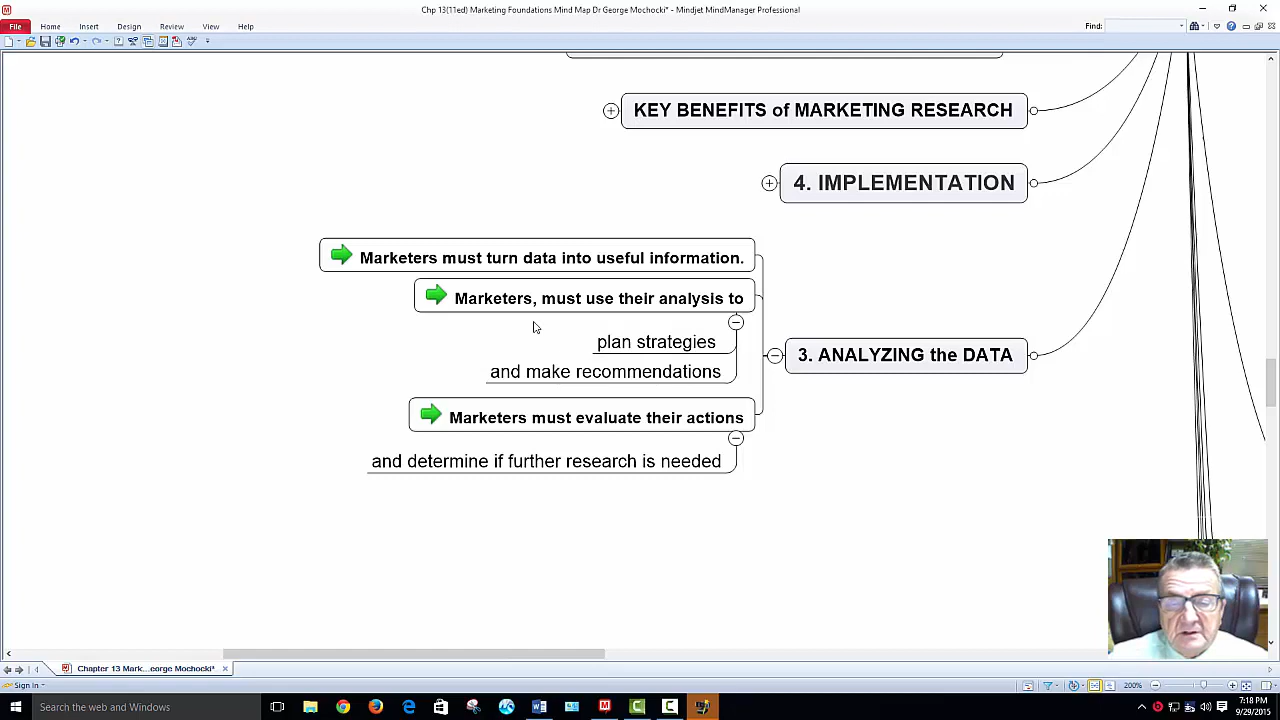 Chp 13(11ed) Marketing Foundations Mind Map Dr George Mochocki* - Mindjet MindManager Professional
File Home Insert Design Review View Help Find:
KEY BENEFITS of MARKETING RESEARCH
4. IMPLEMENTATION
Marketers must turn data into useful information.
Marketers, must use their analysis to
plan strategies
and make recommendations
3. ANALYZING the DATA
Marketers must evaluate their actions
and determine if further research is needed
Chapter 13 Mark...eorge Mochocki*
Sign In
200%
Search the web and Windows
7:18 PM
9/29/2015